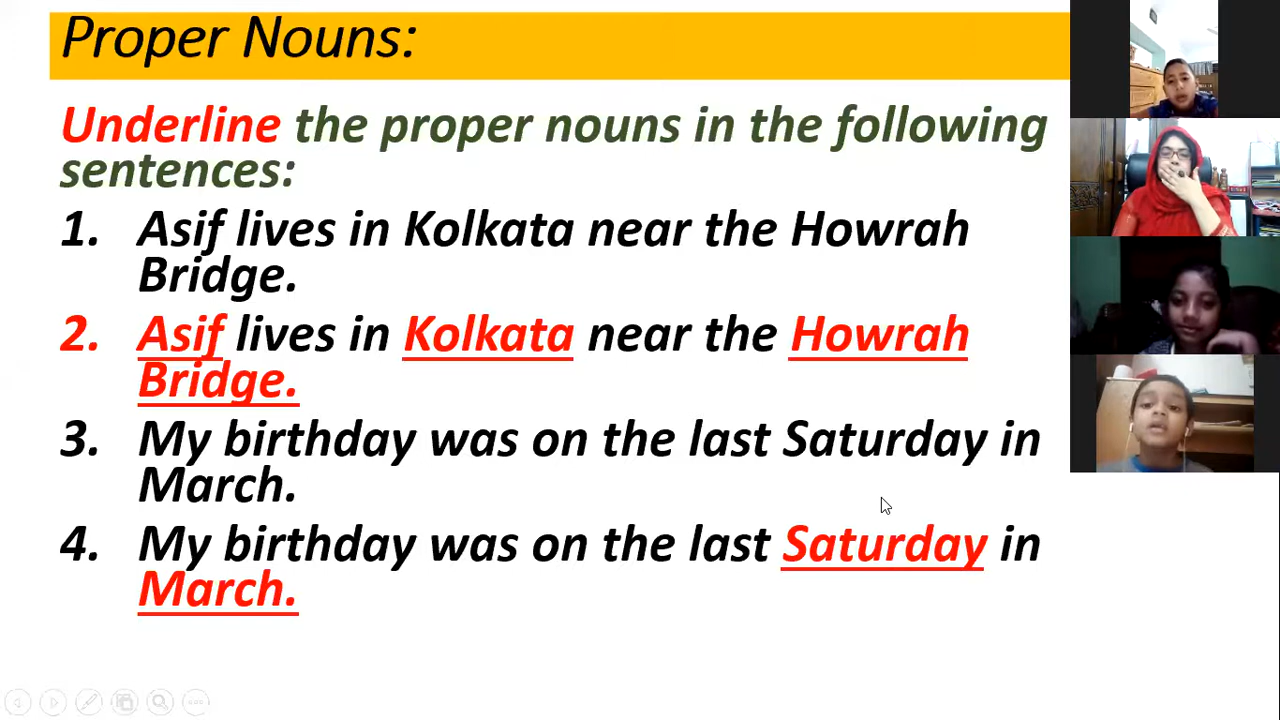 Proper Nouns:
Underline the proper nouns in the following
sentences:
1. Asif lives in Kolkata near the Howrah
Bridge.
2. Asif lives in Kolkata near the Howrah
Bridge.
3. My birthday was on the last Saturday in
March.
4. My birthday was on the last Saturday in
March.